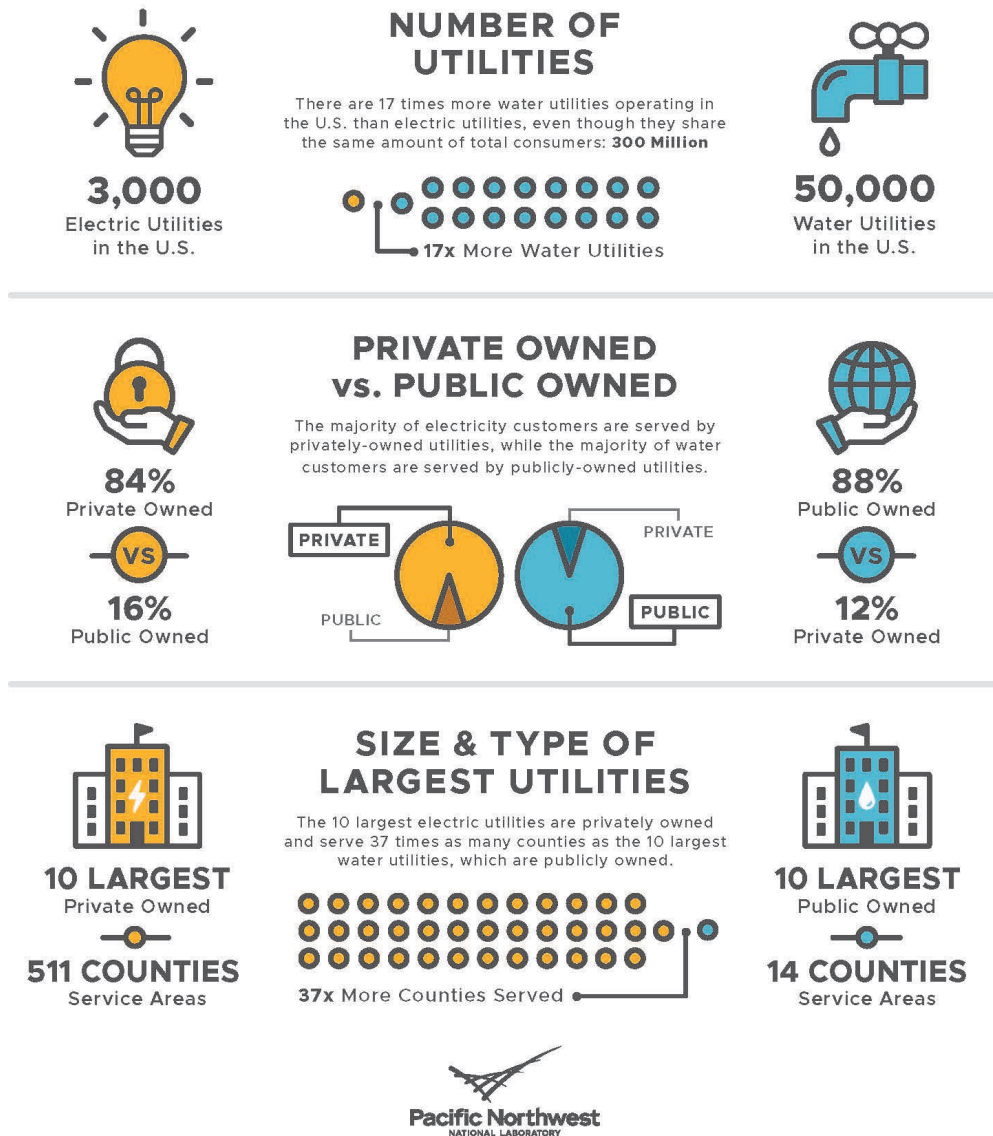 NUMBER OF
UTILITIES
There are 17 times more water utilities operating in
the U.S. than electric utilities, even though they share
the same amount of total consumers: 300 Million
3,000
Electric Utilities
in the U.S.
17x More Water Utilities
50,000
Water Utilities
in the U.S.
PRIVATE OWNED
vs. PUBLIC OWNED
The majority of electricity customers are served by
privately-owned utilities, while the majority of water
customers are served by publicly-owned utilities.
84%
Private Owned
VS
16%
Public Owned
PRIVATE
PUBLIC
PRIVATE
PUBLIC
88%
Public Owned
VS
12%
Private Owned
SIZE & TYPE OF
LARGEST UTILITIES
The 10 largest electric utilities are privately owned
and serve 37 times as many counties as the 10 largest
water utilities, which are publicly owned.
10 LARGEST
Private Owned
511 COUNTIES
Service Areas
37x More Counties Served
10 LARGEST
Public Owned
14 COUNTIES
Service Areas
Pacific Northwest
NATIONAL LABORATORY